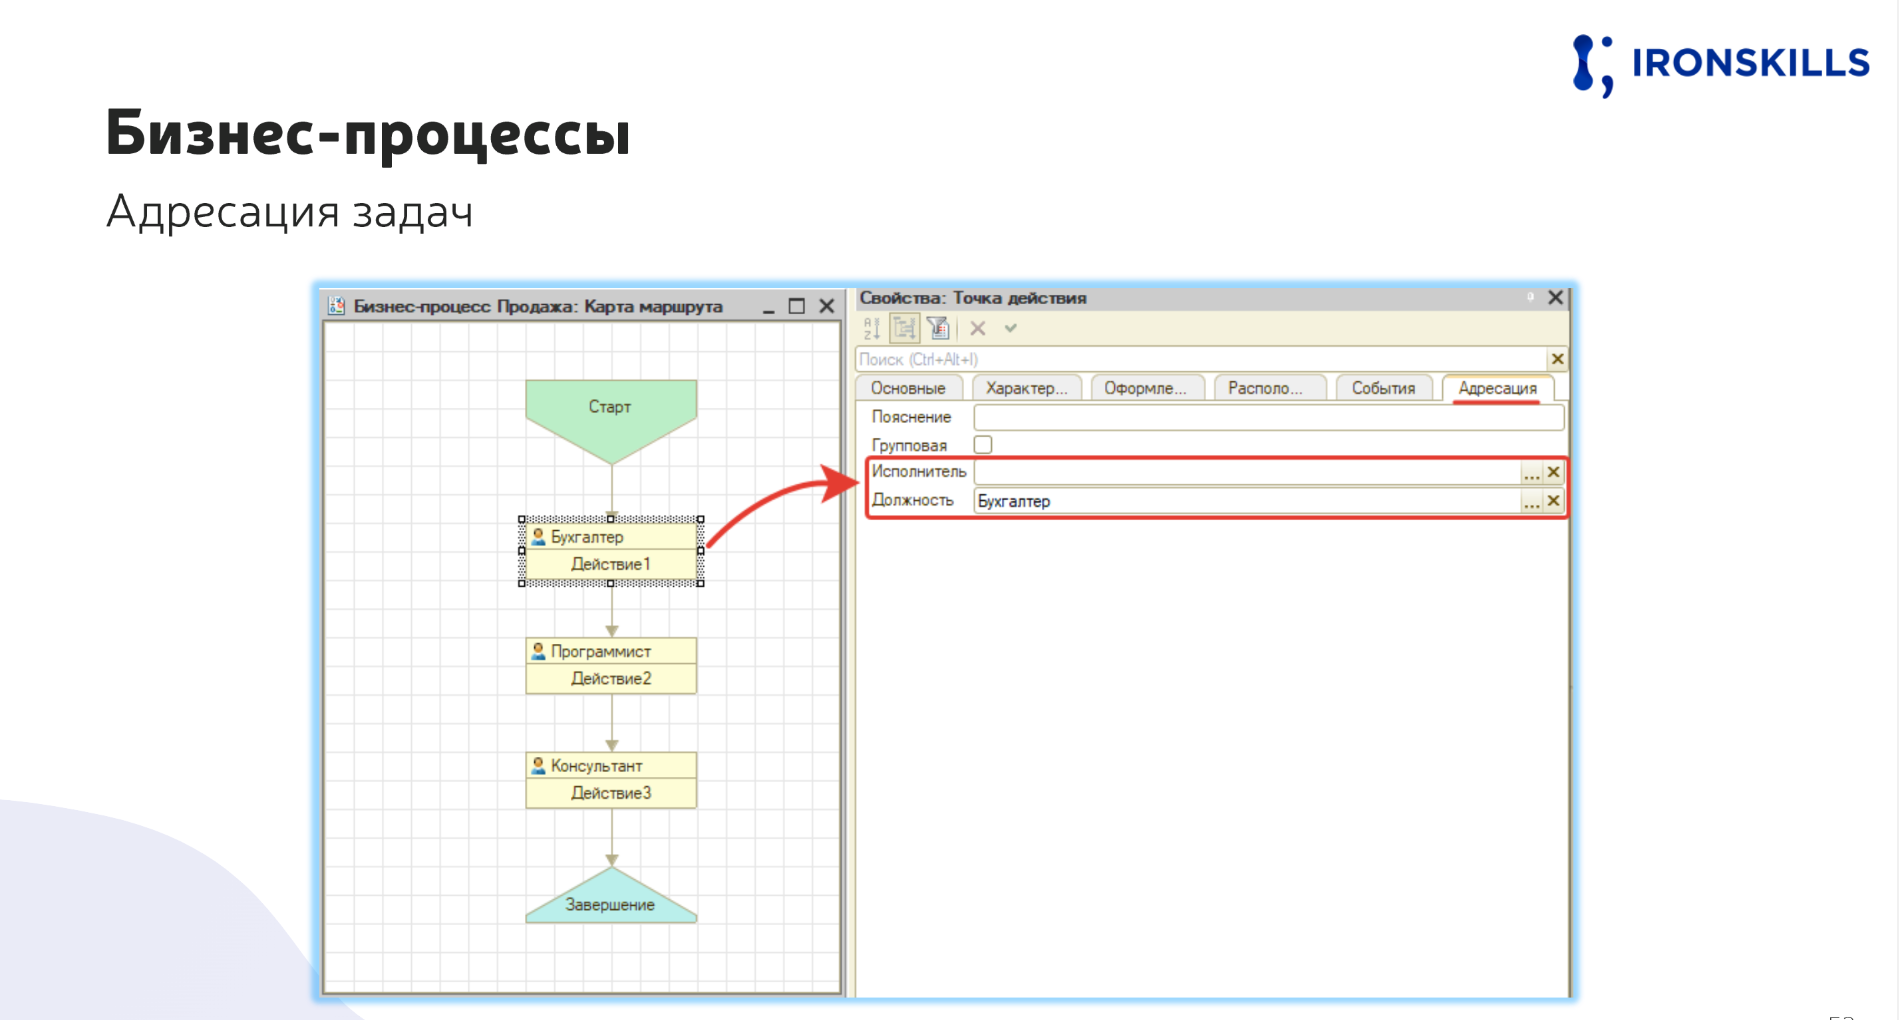 IRONSKILLS
Бизнес-процессы
Адресация задач
Бизнес-процесс Продажа: Карта маршрута
Старт
Бухгалтер
Действие1
Программист
Действие2
Консультант
Действие3
Завершение
Свойства: Точка действия
Поиск (Ctrl+Alt+I)
Основные Характер... Оформле... Располо... События Адресация
Пояснение
Групповая
Исполнитель ...
Должность Бухгалтер ...